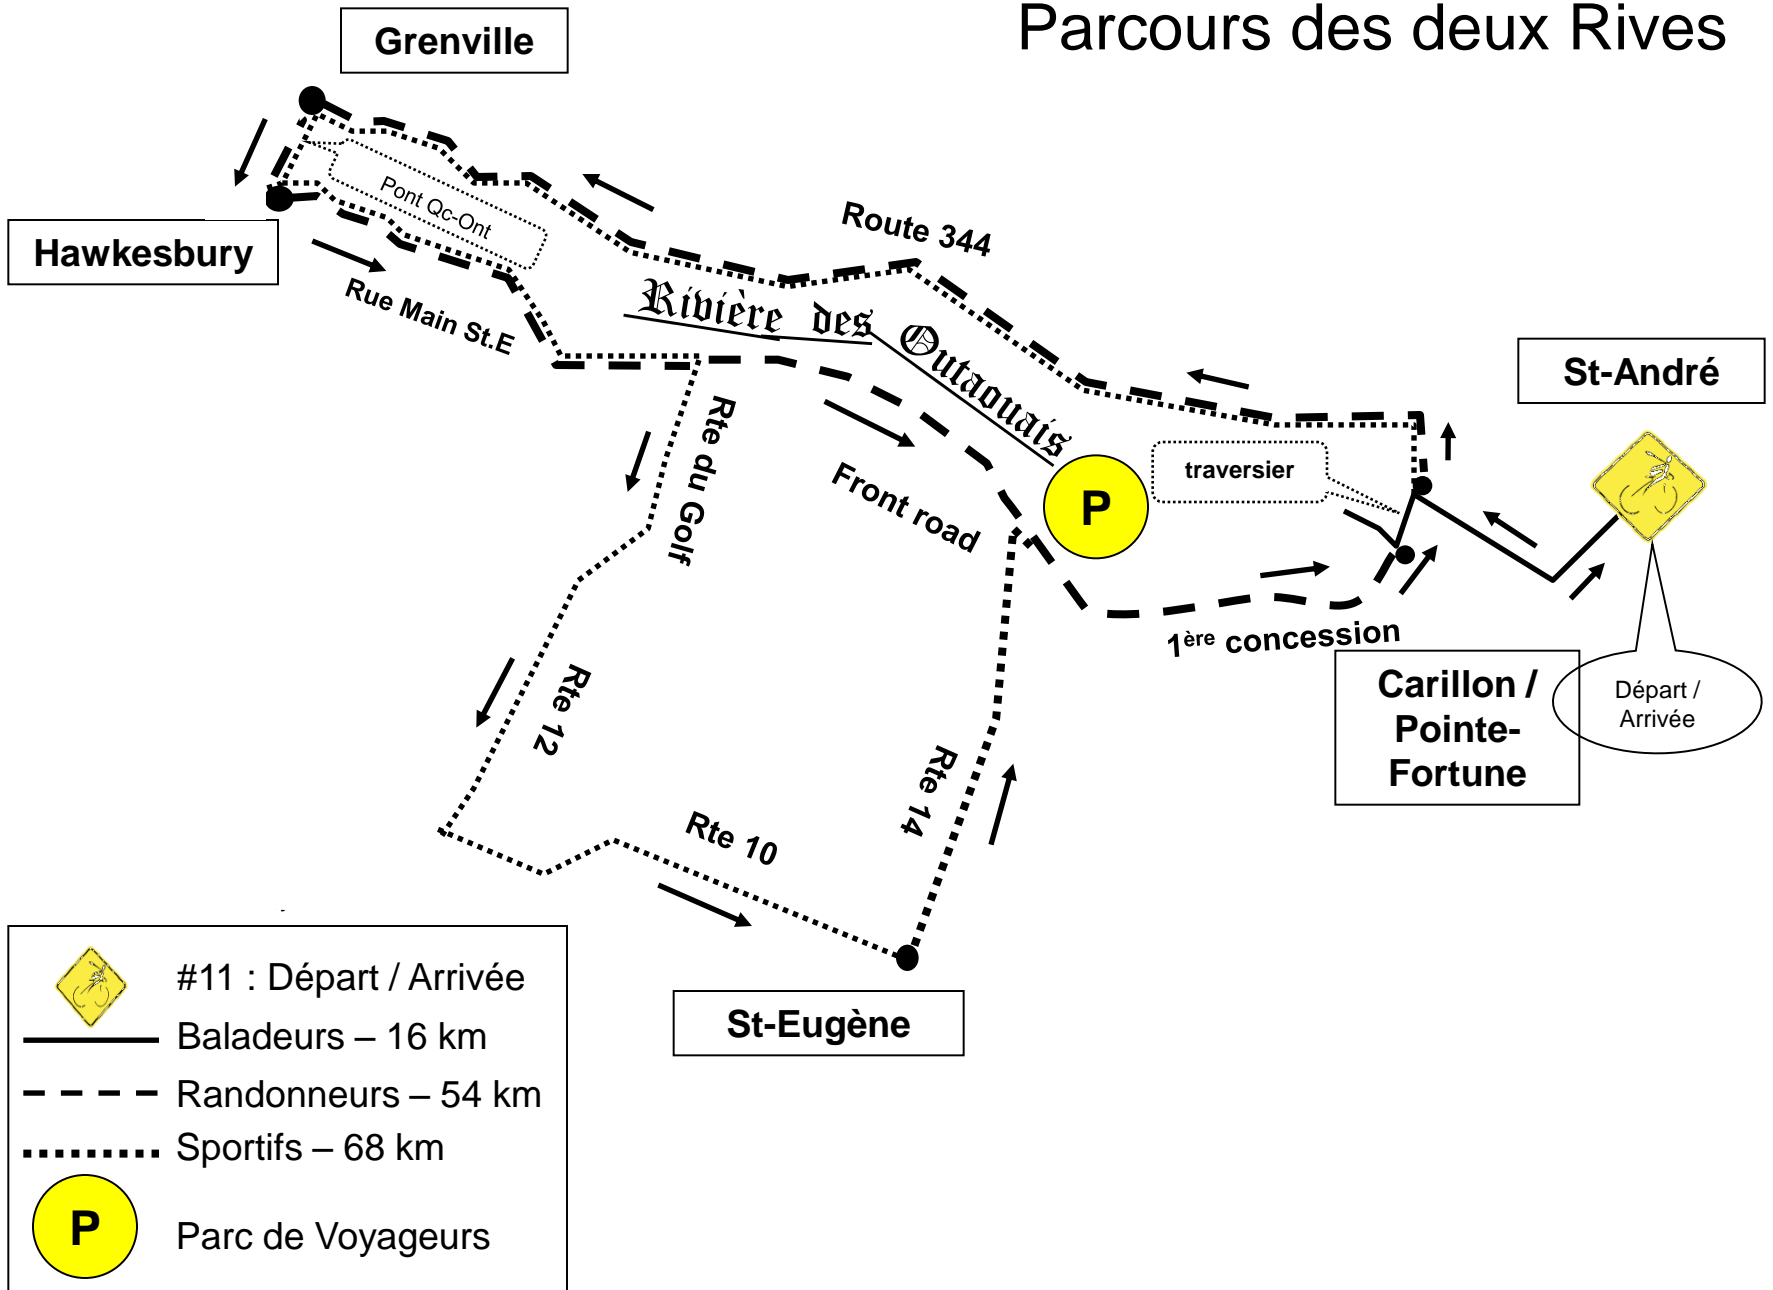 Parcours des deux Rives
Grenville
Pont Qc-Ont
Route 344
Hawkesbury
Rue Main St.E
Rivière des Outaouais
St-André
Rte du Golf
Front road
P
traversier
1ère concession
Carillon /
Pointe-
Fortune
Départ /
Arrivée
Rte 12
Rte 14
Rte 10
St-Eugène
#11 : Départ / Arrivée
Baladeurs – 16 km
Randonneurs – 54 km
Sportifs – 68 km
P
Parc de Voyageurs